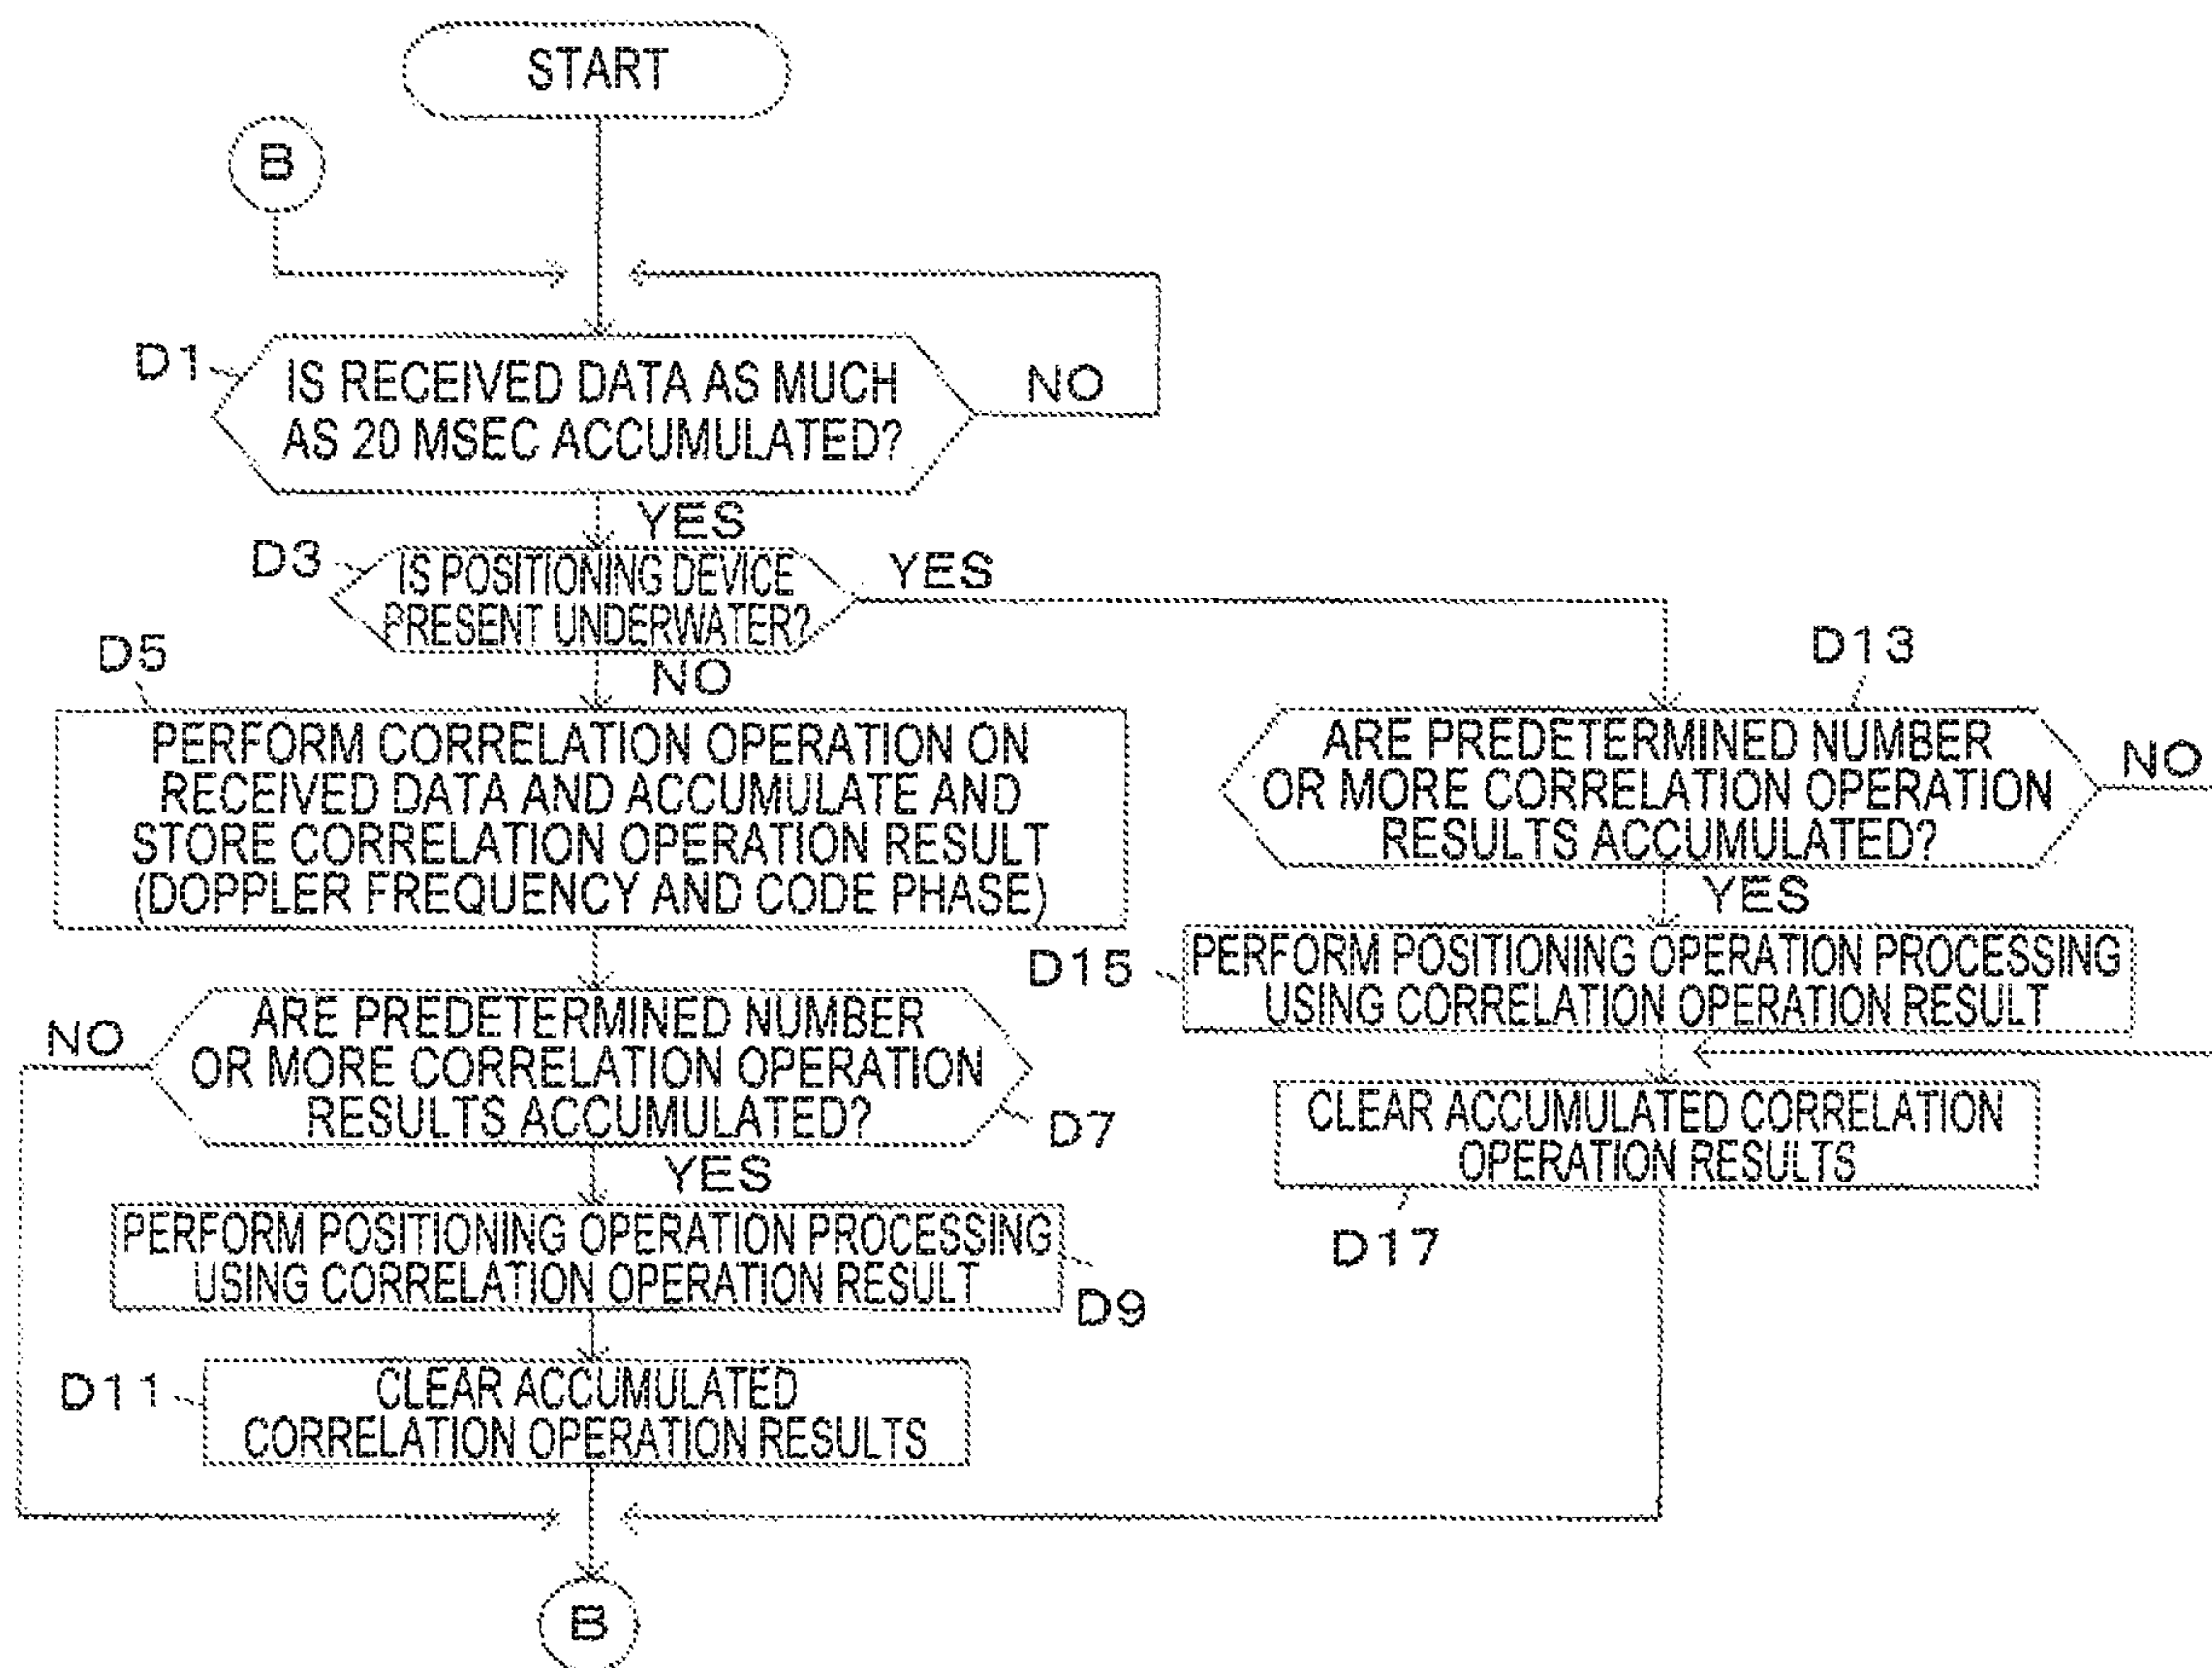 START
B
D1
IS RECEIVED DATA AS MUCH
AS 20 MSEC ACCUMULATED?
NO
YES
D3
IS POSITIONING DEVICE
PRESENT UNDERWATER?
YES
NO
D5
PERFORM CORRELATION OPERATION ON
RECEIVED DATA AND ACCUMULATE AND
STORE CORRELATION OPERATION RESULT
(DOPPLER FREQUENCY AND CODE PHASE)
NO
ARE PREDETERMINED NUMBER
OR MORE CORRELATION OPERATION
RESULTS ACCUMULATED?
D7
YES
PERFORM POSITIONING OPERATION PROCESSING
USING CORRELATION OPERATION RESULT
D9
D11
CLEAR ACCUMULATED
CORRELATION OPERATION RESULTS
D13
ARE PREDETERMINED NUMBER
OR MORE CORRELATION OPERATION
RESULTS ACCUMULATED?
NO
YES
D15
PERFORM POSITIONING OPERATION PROCESSING
USING CORRELATION OPERATION RESULT
CLEAR ACCUMULATED CORRELATION
OPERATION RESULTS
D17
B